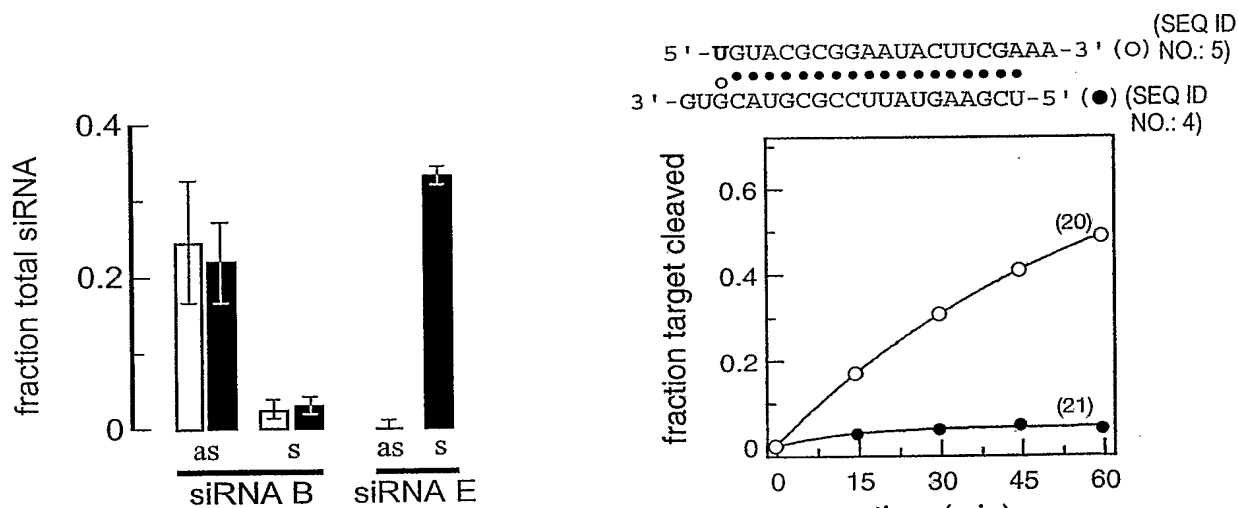 fraction total siRNA
0.4
0.2
0
as
s
as
s
siRNA B
siRNA E
5'-UGUACGCGGAAUACUUCGAAA-3' (○) (SEQ ID NO.: 5)
3'-GUGCAUGCGCCUUAUGAAGCU-5' (●) (SEQ ID NO.: 4)
fraction target cleaved
0.6
0.4
0.2
0
(20)
(21)
0
15
30
45
60